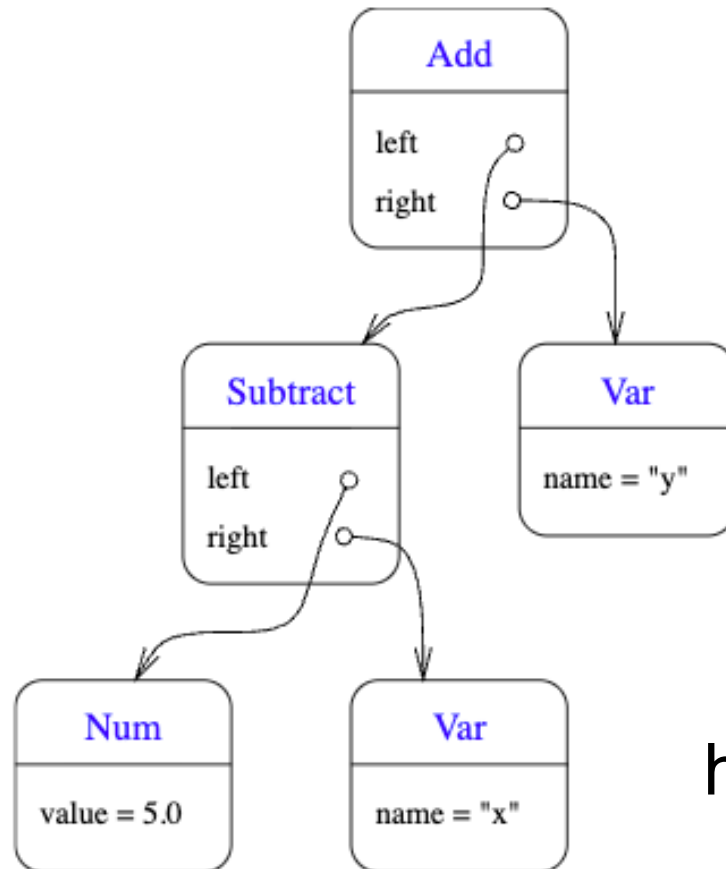 Add
left
right
Subtract
left
right
Var
name = "y"
Num
value = 5.0
Var
name = "x"